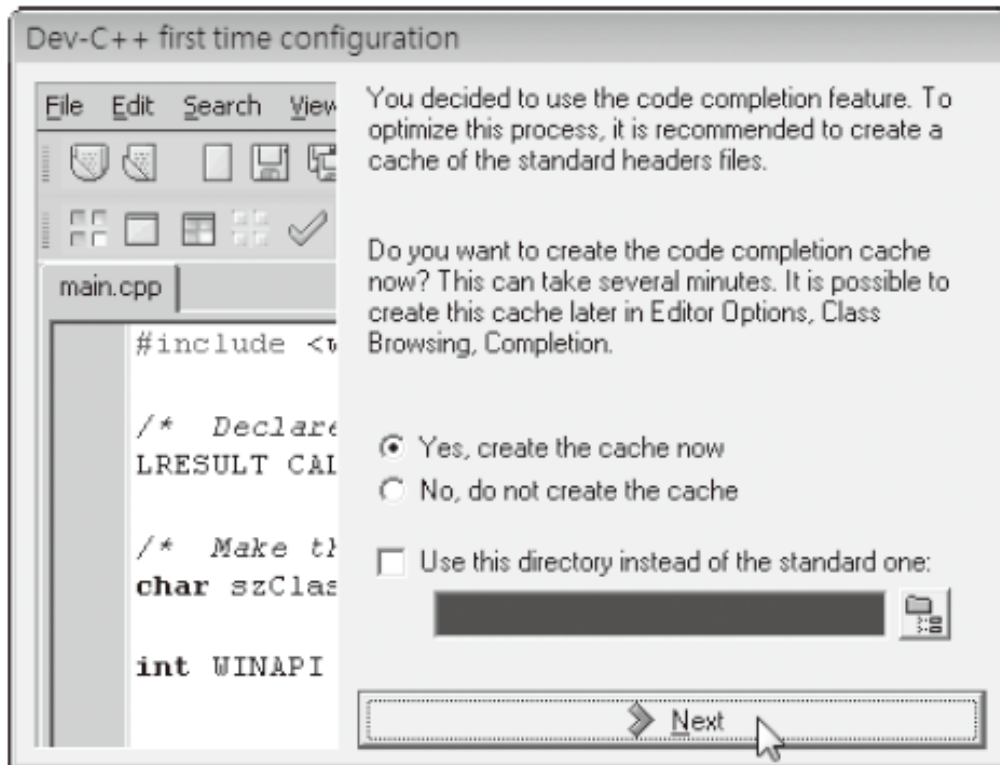 Dev-C++ first time configuration
File Edit Search View
main.cpp
#include <w
/* Declare
LRESULT CAL
/* Make th
char szClas
int WINAPI
You decided to use the code completion feature. To
optimize this process, it is recommended to create a
cache of the standard headers files.
Do you want to create the code completion cache
now? This can take several minutes. It is possible to
create this cache later in Editor Options, Class
Browsing, Completion.
Yes, create the cache now
No, do not create the cache
Use this directory instead of the standard one:
Next